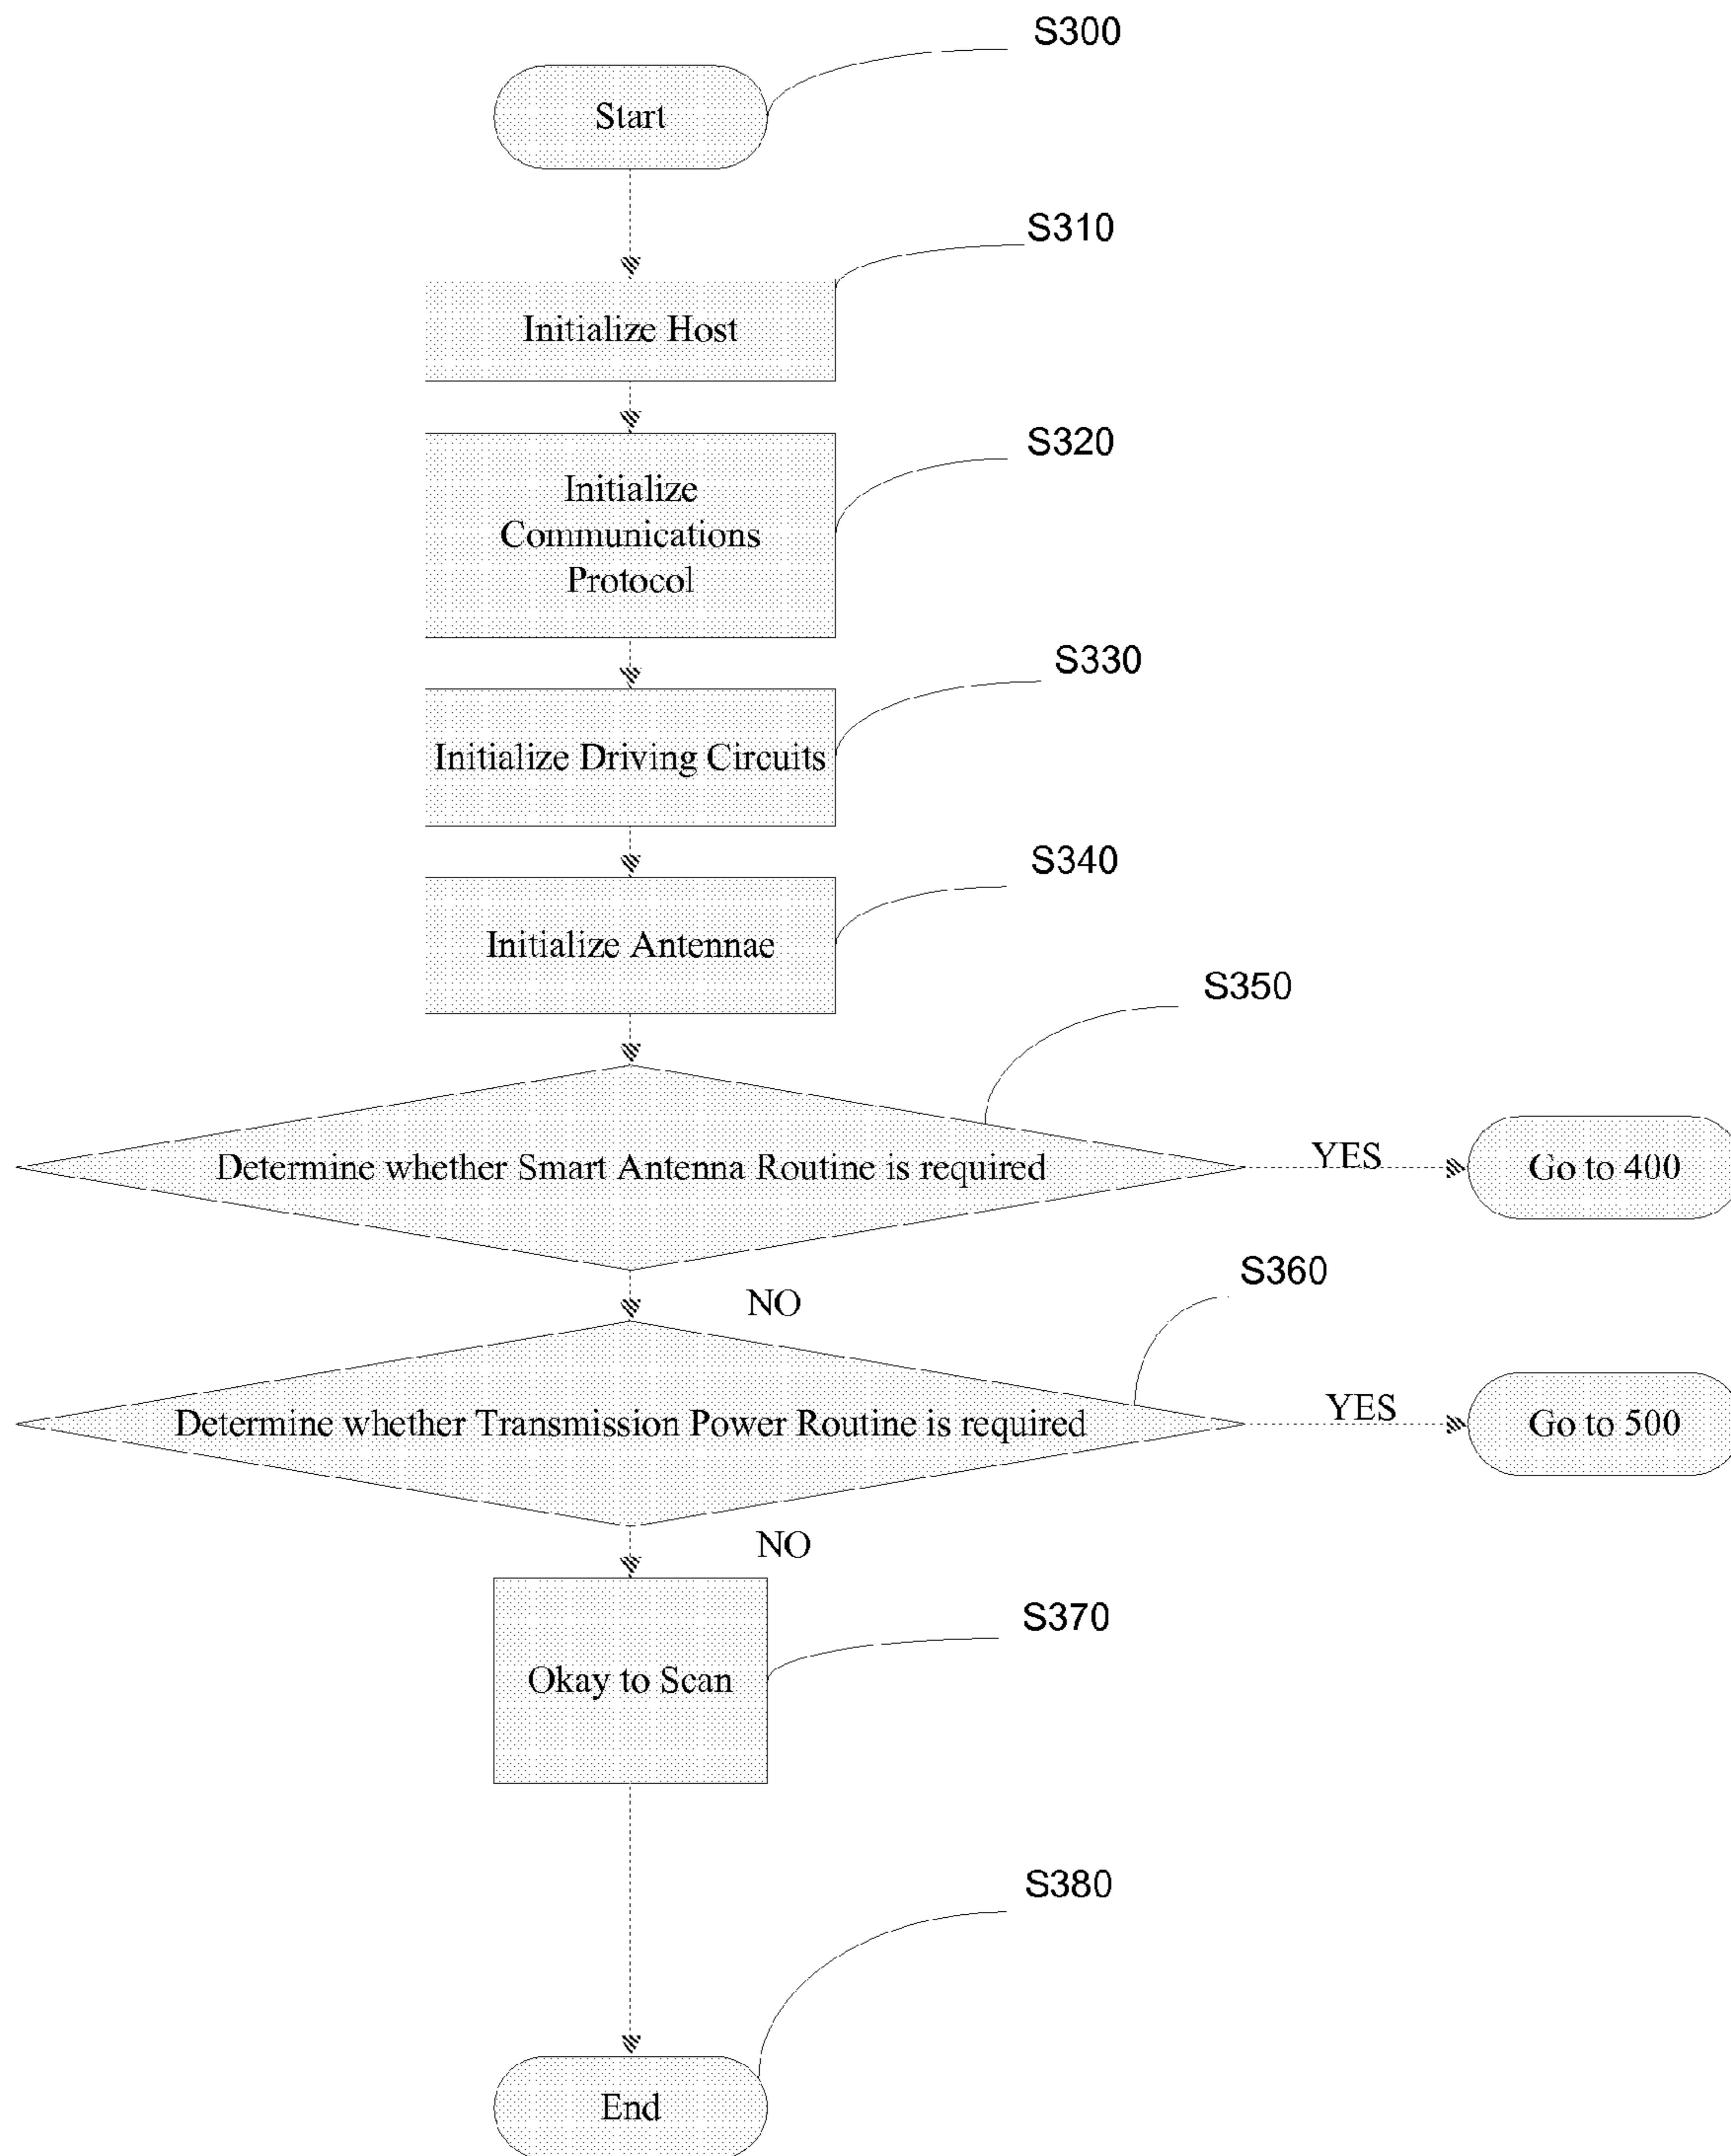 S300
Start
S310
Initialize Host
S320
Initialize
Communications
Protocol
S330
Initialize Driving Circuits
S340
Initialize Antennae
S350
Determine whether Smart Antenna Routine is required
YES
Go to 400
NO
S360
Determine whether Transmission Power Routine is required
YES
Go to 500
NO
S370
Okay to Scan
S380
End